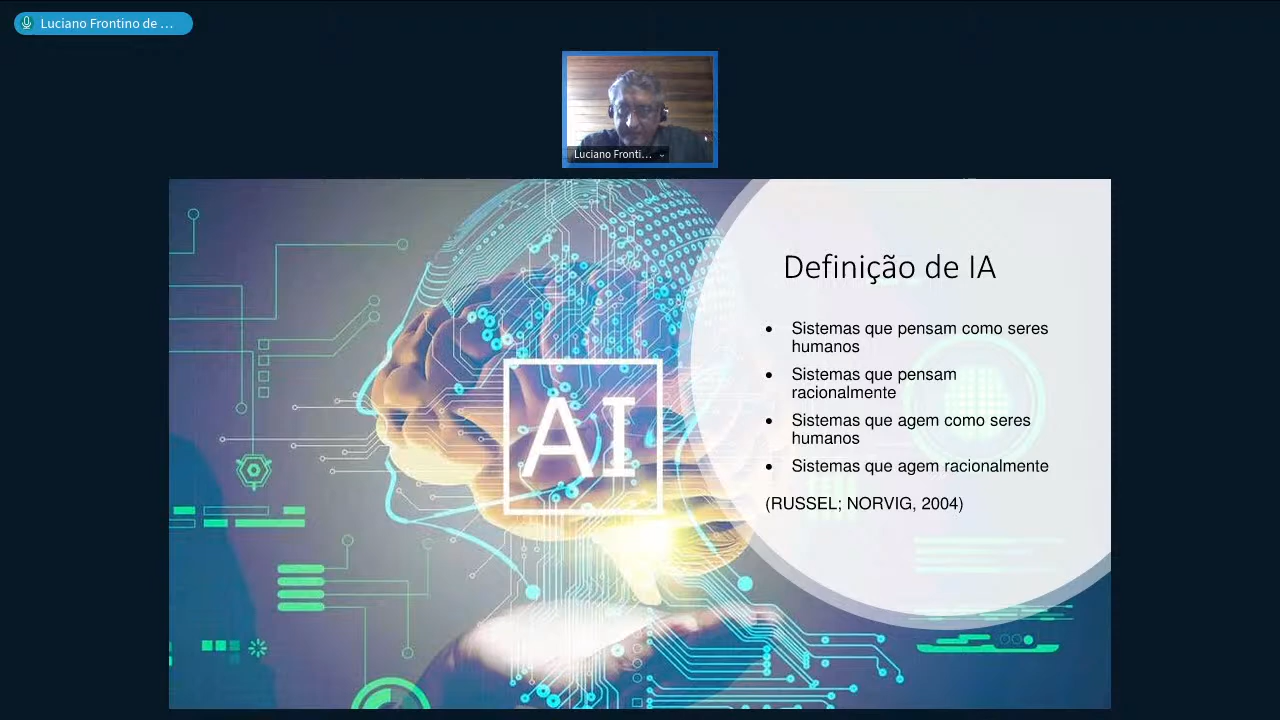 Luciano Frontino de ...
Luciano Fronti...
AI
Definição de IA
• Sistemas que pensam como seres
humanos
• Sistemas que pensam
racionalmente
• Sistemas que agem como seres
humanos
• Sistemas que agem racionalmente
(RUSSEL; NORVIG, 2004)